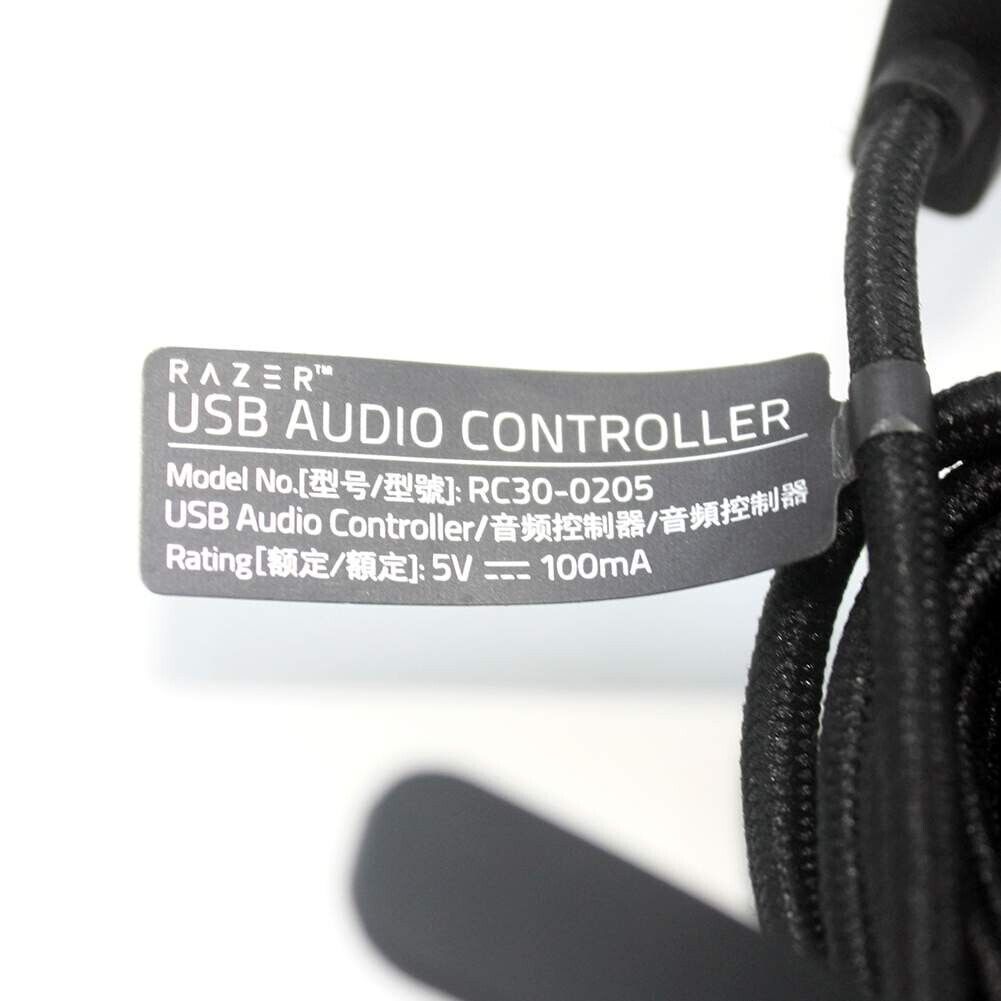 RAZER™
USB AUDIO CONTROLLER
Model No.[型号/型號]: RC30-0205
USB Audio Controller/音频控制器/音頻控制器
Rating[额定/額定]: 5V ⎓ 100mA